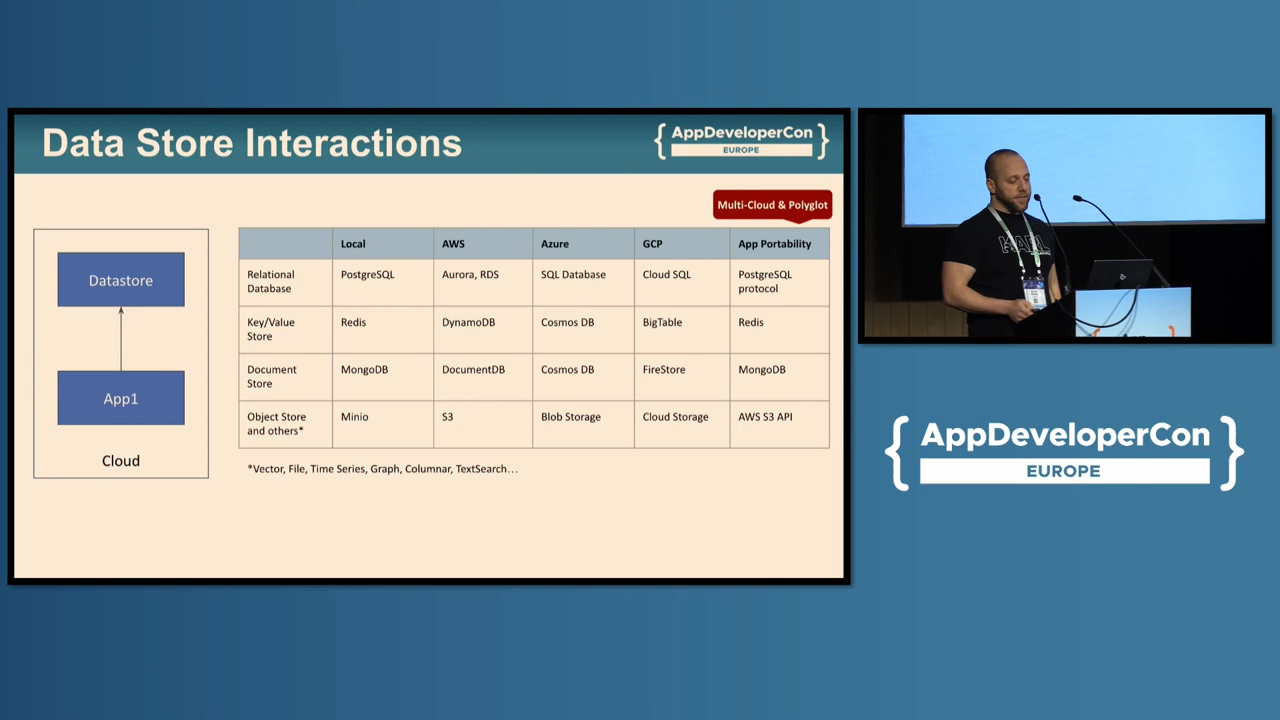 Data Store Interactions
{ AppDeveloperCon }
EUROPE
Multi-Cloud & Polyglot
Datastore
App1
Cloud
Local AWS Azure GCP App Portability
Relational
Database
PostgreSQL
Aurora, RDS
SQL Database
Cloud SQL
PostgreSQL
protocol
Key/Value
Store
Redis
DynamoDB
Cosmos DB
BigTable
Redis
Document
Store
MongoDB
DocumentDB
Cosmos DB
FireStore
MongoDB
Object Store
and others*
Minio
S3
Blob Storage
Cloud Storage
AWS S3 API
*Vector, File, Time Series, Graph, Columnar, TextSearch...
{ AppDeveloperCon }
EUROPE